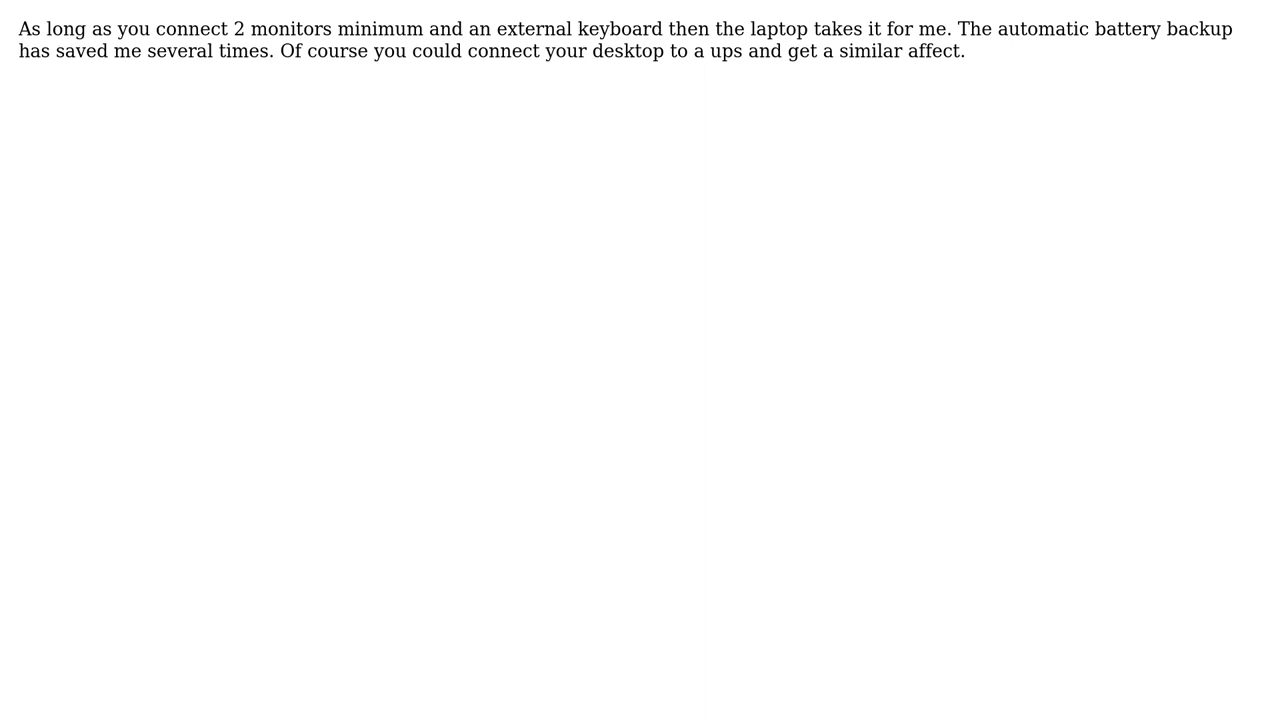 As long as you connect 2 monitors minimum and an external keyboard then the laptop takes it for me. The automatic battery backup
has saved me several times. Of course you could connect your desktop to a ups and get a similar affect.